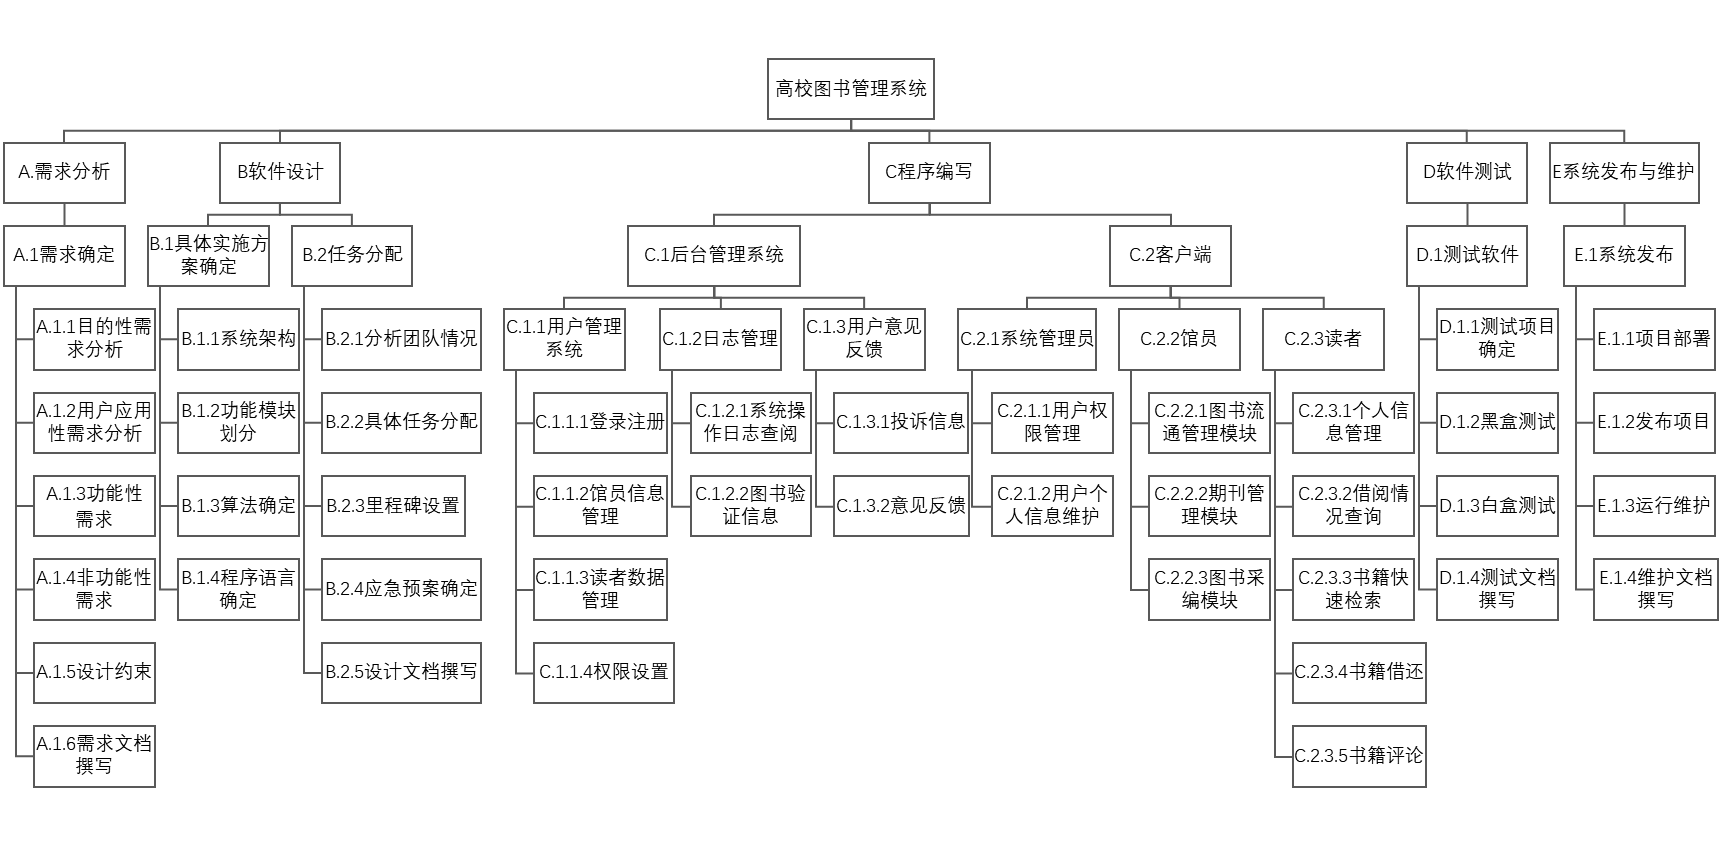 高校图书管理系统
A.需求分析
B软件设计
C程序编写
D软件测试
E系统发布与维护
A.1需求确定
B.1具体实施方
案确定
B.2任务分配
C.1后台管理系统
C.2客户端
D.1测试软件
E.1系统发布
A.1.1目的性需
求分析
B.1.1系统架构
B.2.1分析团队情况
C.1.1用户管理
系统
C.1.2日志管理
C.1.3用户意见
反馈
C.2.1系统管理员
C.2.2馆员
C.2.3读者
D.1.1测试项目
确定
E.1.1项目部署
A.1.2用户应用
性需求分析
B.1.2功能模块
划分
B.2.2具体任务分配
C.1.1.1登录注册
C.1.2.1系统操
作日志查阅
C.1.3.1投诉信息
C.2.1.1用户权
限管理
C.2.2.1图书流
通管理模块
C.2.3.1个人信
息管理
D.1.2黑盒测试
E.1.2发布项目
A.1.3功能性
需求
B.1.3算法确定
B.2.3里程碑设置
C.1.1.2馆员信息
管理
C.1.2.2图书验
证信息
C.1.3.2意见反馈
C.2.1.2用户个
人信息维护
C.2.2.2期刊管
理模块
C.2.3.2借阅情
况查询
D.1.3白盒测试
E.1.3运行维护
A.1.4非功能性
需求
B.1.4程序语言
确定
B.2.4应急预案确定
C.1.1.3读者数据
管理
C.2.2.3图书采
编模块
C.2.3.3书籍快
速检索
D.1.4测试文档
撰写
E.1.4维护文档
撰写
A.1.5设计约束
B.2.5设计文档撰写
C.1.1.4权限设置
C.2.3.4书籍借还
A.1.6需求文档
撰写
C.2.3.5书籍评论